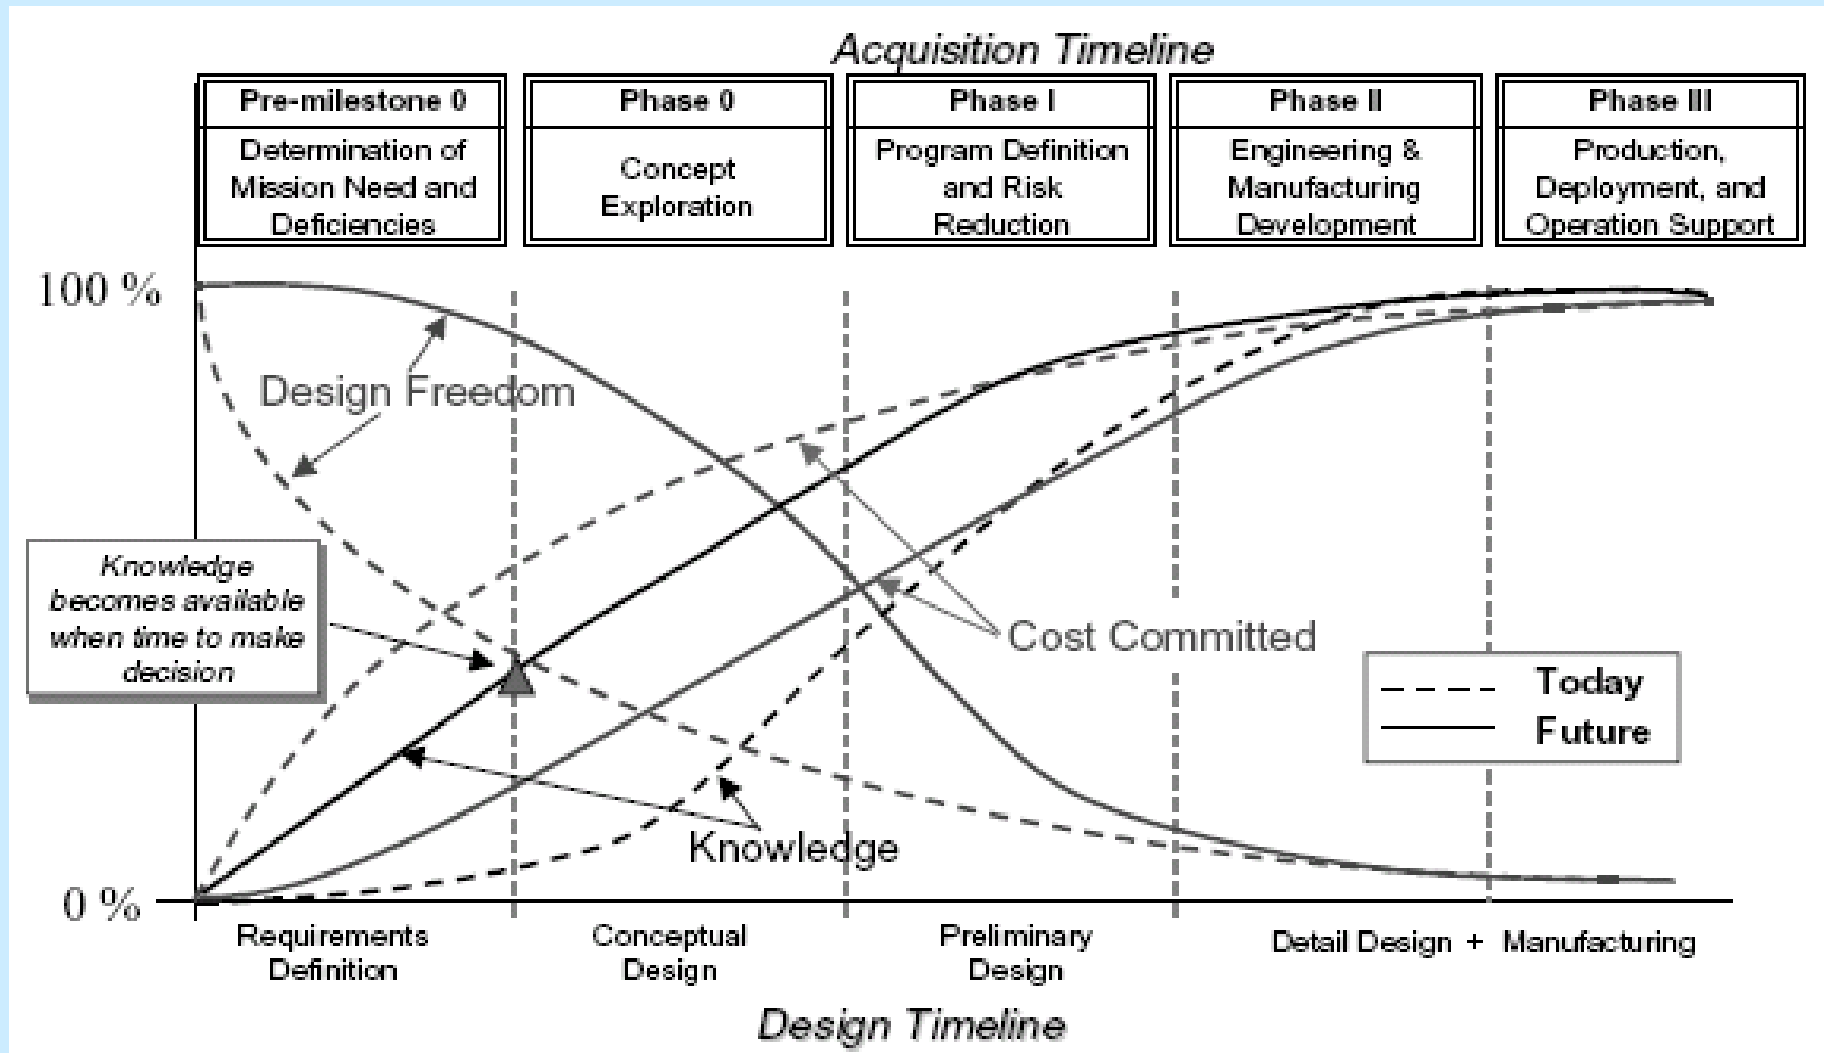 Acquisition Timeline
Pre-milestone 0
Determination of
Mission Need and
Deficiencies
Phase 0
Concept
Exploration
Phase I
Program Definition
and Risk
Reduction
Phase II
Engineering &
Manufacturing
Development
Phase III
Production,
Deployment, and
Operation Support
100 %
Design Freedom
Knowledge
becomes available
when time to make
decision
Cost Committed
Today
Future
Knowledge
0 %
Requirements
Definition
Conceptual
Design
Preliminary
Design
Detail Design + Manufacturing
Design Timeline